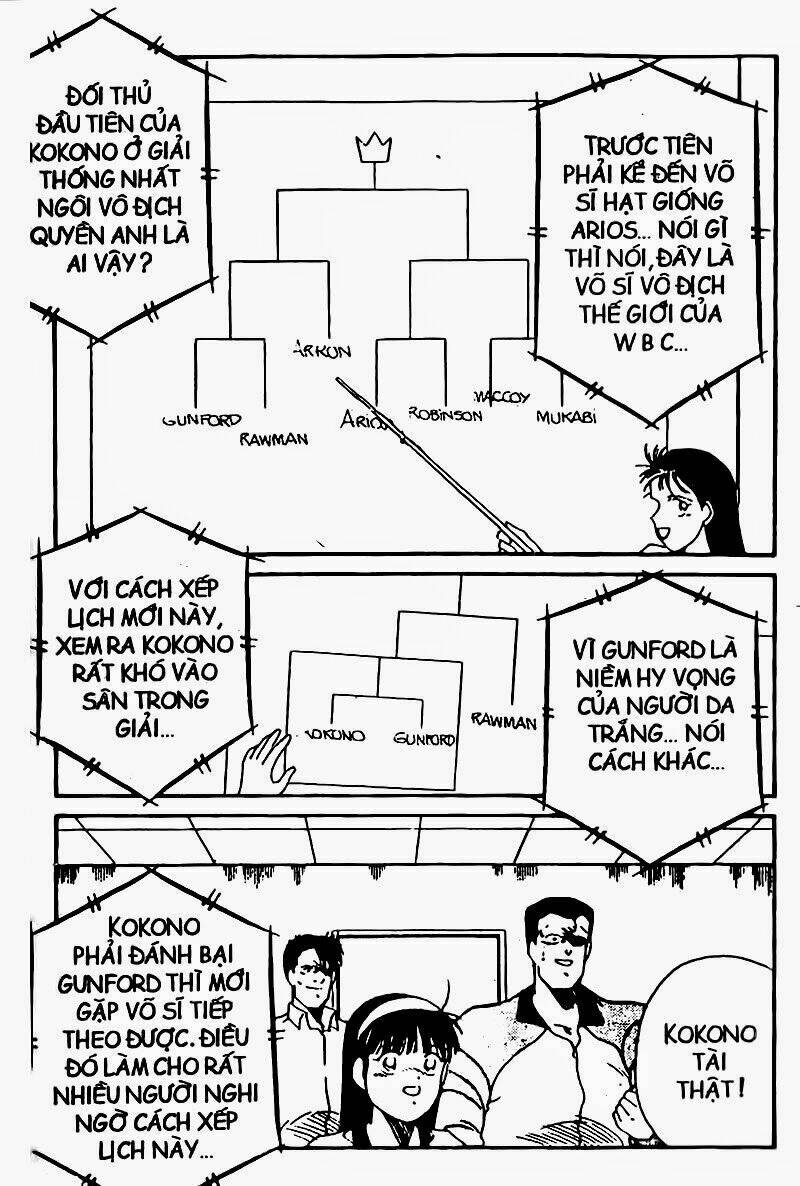 ĐỐI THỦ
ĐẦU TIÊN CỦA
KOKONO Ở GIẢI
THỐNG NHẤT
NGÔI VÔ ĐỊCH
QUYỀN ANH LÀ
AI VẬY?
TRƯỚC TIÊN
PHẢI KỂ ĐẾN VÕ
SĨ HẠT GIỐNG
ARIOS... NÓI GÌ
THÌ NÓI, ĐÂY LÀ
VÕ SĨ VÔ ĐỊCH
THẾ GIỚI CỦA
W B C...
ARKUN
GUNFORD
RAWMAN
ARIOS
ROBINSON
MACCOY
MUKABI
VỚI CÁCH XẾP
LỊCH MỚI NÀY,
XEM RA KOKONO
RẤT KHÓ VÀO
SÂN TRONG
GIẢI...
VÌ GUNFORD LÀ
NIỀM HY VỌNG
CỦA NGƯỜI DA
TRẮNG... NÓI
CÁCH KHÁC...
KOKONO
GUNFORD
RAWMAN
KOKONO
PHẢI ĐÁNH BẠI
GUNFORD THÌ MỚI
GẶP VÕ SĨ TIẾP
THEO ĐƯỢC. ĐIỀU
ĐÓ LÀM CHO RẤT
NHIỀU NGƯỜI NGHI
NGỜ CÁCH XẾP
LỊCH NÀY...
KOKONO
TÀI
THẬT!